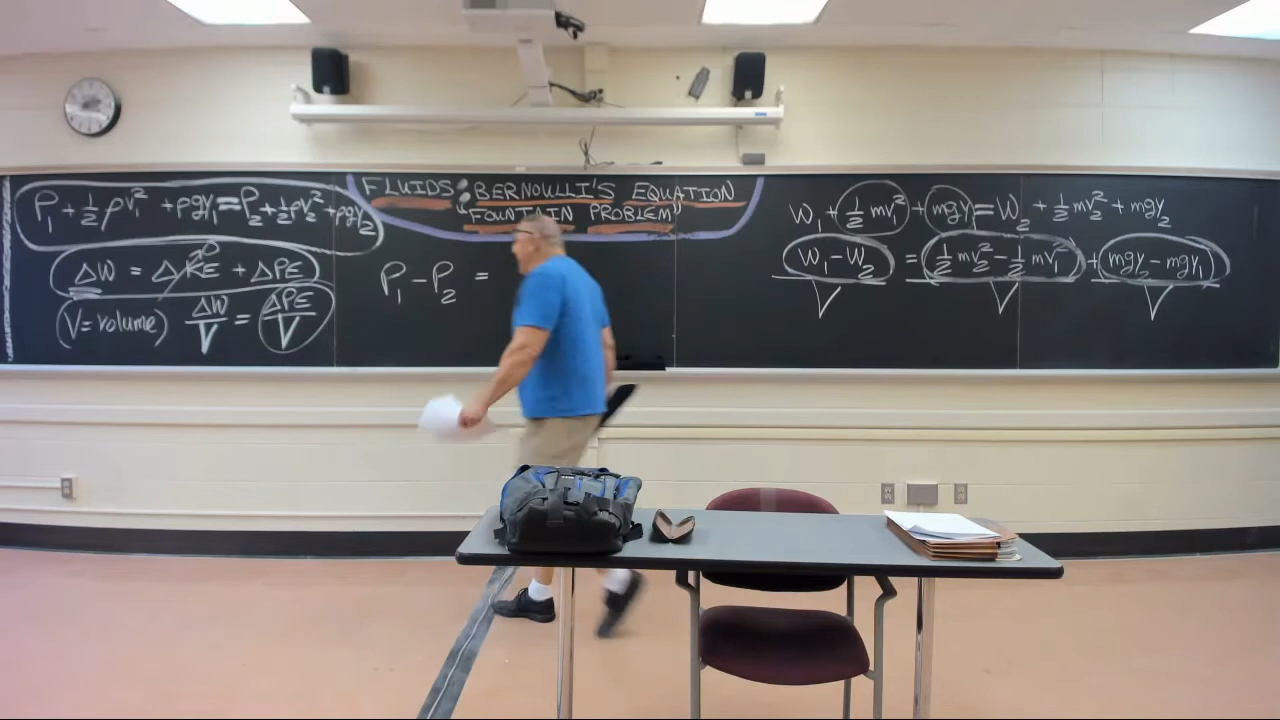 P₁ + ½ρv₁² + ρgy₁ = P₂ + ½ρv₂² + ρgy₂
ΔW = ΔKE + ΔPE
(V = volume) ΔW/V = ΔPE/V
FLUIDS: BERNOULLI'S EQUATION
"FOUNTAIN PROBLEM"
P₁ - P₂ =
W₁ + ½mv₁² + mgy₁ = W₂ + ½mv₂² + mgy₂
W₁ - W₂ = ½mv₂² - ½mv₁² + mgy₂ - mgy₁